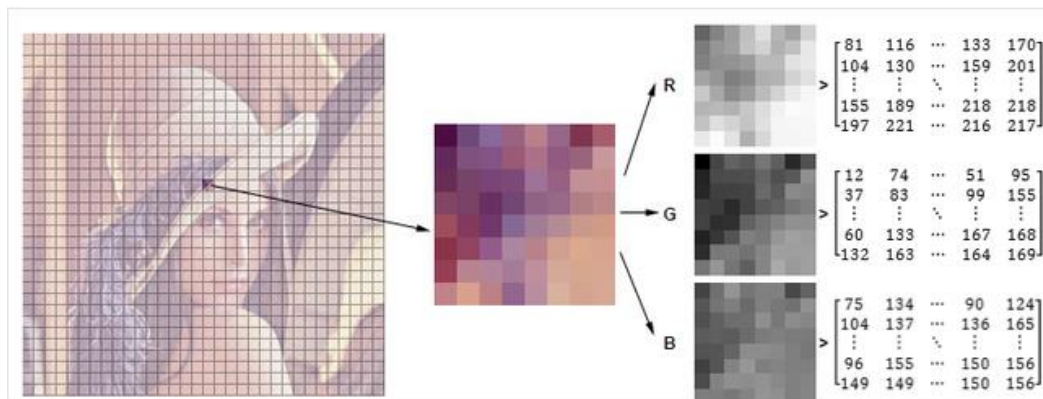 R
> 81 116 ... 133 170
104 130 ... 159 201
⋮ ⋮ ⋱ ⋮ ⋮
155 189 ... 218 218
197 221 ... 216 217
G
> 12 74 ... 51 95
37 83 ... 99 155
⋮ ⋮ ⋱ ⋮ ⋮
60 133 ... 167 168
132 163 ... 164 169
B
> 75 134 ... 90 124
104 137 ... 136 165
⋮ ⋮ ⋱ ⋮ ⋮
96 155 ... 150 156
149 149 ... 150 156